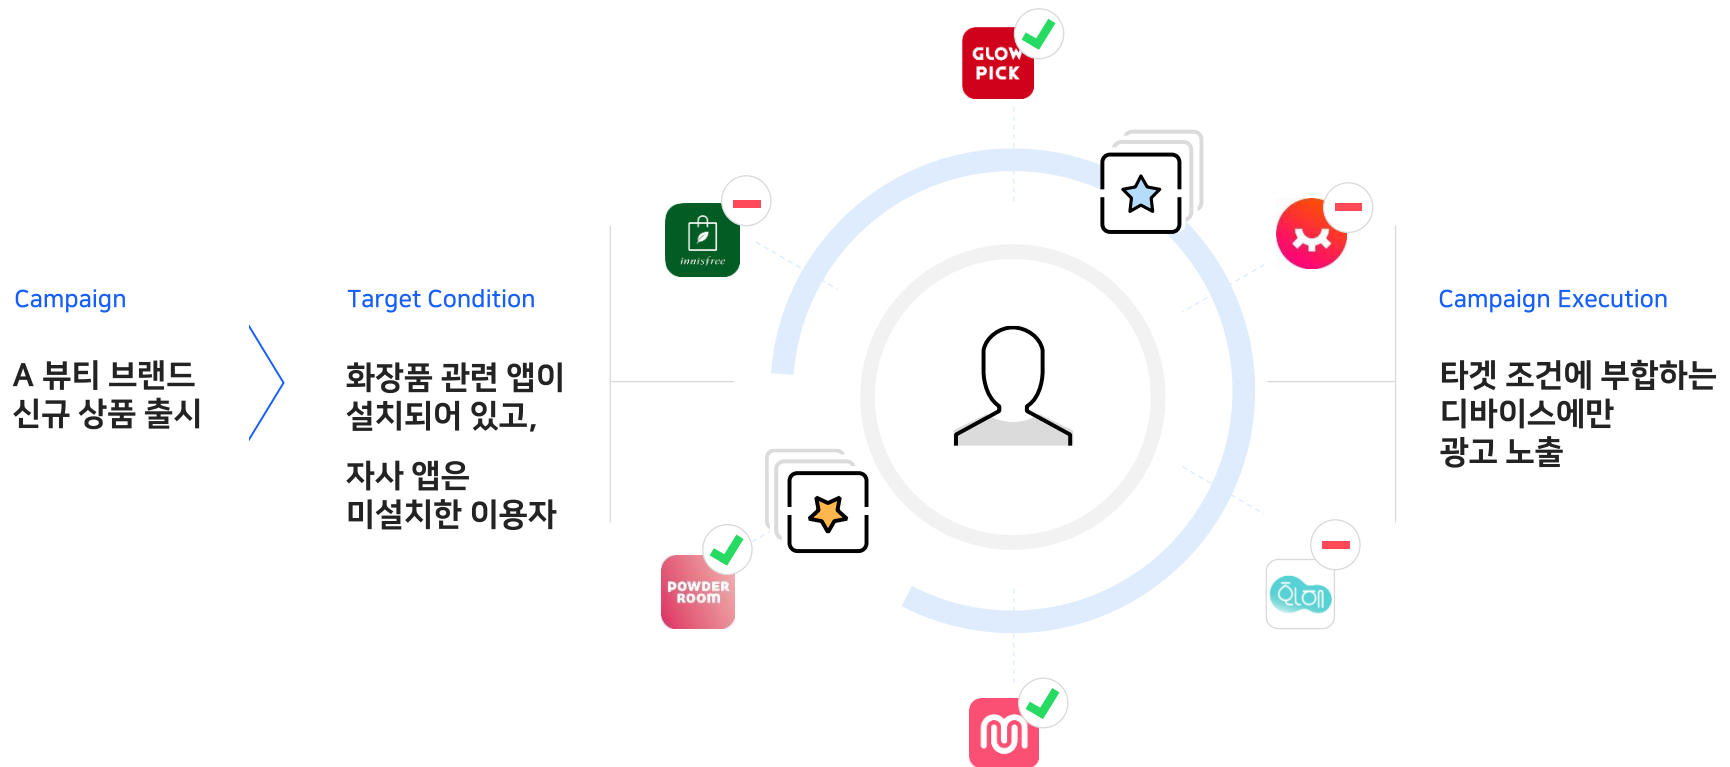 Campaign
A 뷰티 브랜드
신규 상품 출시
Target Condition
화장품 관련 앱이
설치되어 있고,
자사 앱은
미설치한 이용자
GLOW
PICK
innisfree
POWDER
ROOM
Campaign Execution
타겟 조건에 부합하는
디바이스에만
광고 노출